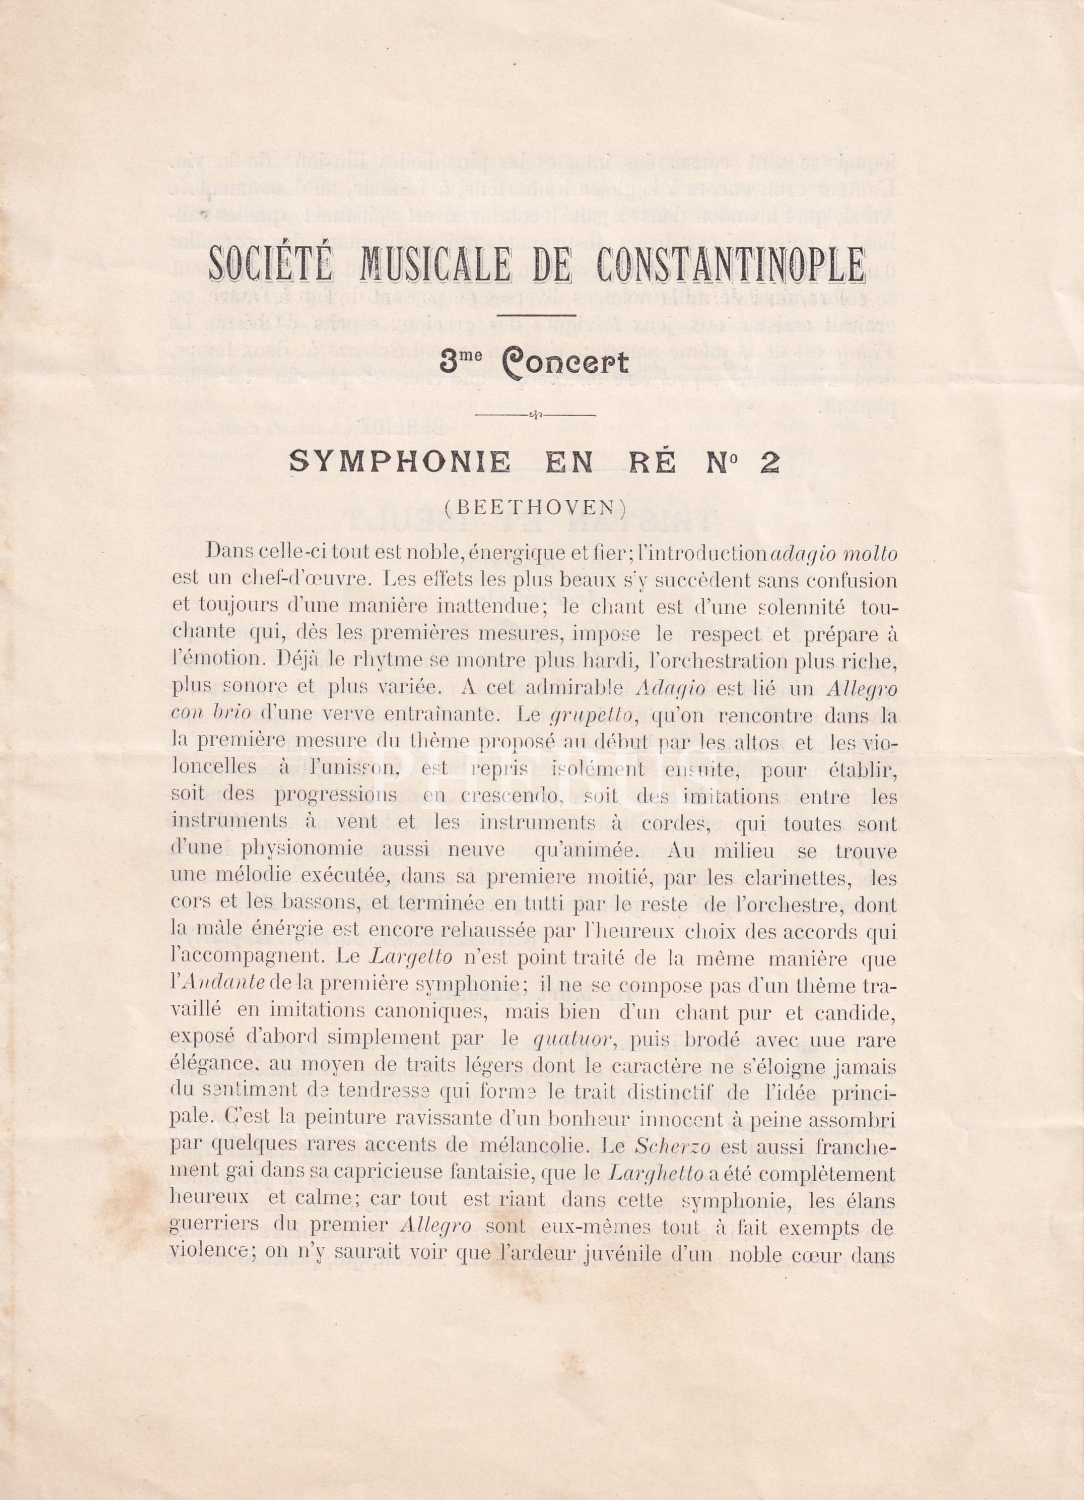 SOCIÉTÉ MUSICALE DE CONSTANTINOPLE
3me Concert
SYMPHONIE EN RÉ No 2
(BEETHOVEN)
Dans celle-ci tout est noble, énergique et fier; l'introduction adagio molto
est un chef-d'œuvre. Les effets les plus beaux s'y succèdent sans confusion
et toujours d'une manière inattendue; le chant est d'une solennité tou-
chante qui, dès les premières mesures, impose le respect et prépare à
l'émotion. Déjà le rhytme se montre plus hardi, l'orchestration plus riche,
plus sonore et plus variée. A cet admirable Adagio est lié un Allegro
con brio d'une verve entraînante. Le grupetto, qu'on rencontre dans la
la première mesure du thème proposé au début par les altos et les vio-
loncelles à l'unisson, est repris isolément ensuite, pour établir,
soit des progressions en crescendo, soit des imitations entre les
instruments à vent et les instruments à cordes, qui toutes sont
d'une physionomie aussi neuve qu'animée. Au milieu se trouve
une mélodie exécutée, dans sa premiere moitié, par les clarinettes, les
cors et les bassons, et terminée en tutti par le reste de l'orchestre, dont
la mâle énérgie est encore rehaussée par l'heureux choix des accords qui
l'accompagnent. Le Largetto n'est point traité de la même manière que
l'Andante de la première symphonie; il ne se compose pas d'un thème tra-
vaillé en imitations canoniques, mais bien d'un chant pur et candide,
exposé d'abord simplement par le quatuor, puis brodé avec uue rare
élégance. au moyen de traits légers dont le caractère ne s'éloigne jamais
du sentiment de tendresse qui forme le trait distinctif de l'idée princi-
pale. C'est la peinture ravissante d'un bonheur innocent à peine assombri
par quelques rares accents de mélancolie. Le Scherzo est aussi franche-
ment gai dans sa capricieuse fantaisie, que le Larghetto a été complètement
heureux et calme; car tout est riant dans cette symphonie, les élans
guerriers du premier Allegro sont eux-mêmes tout à fait exempts de
violence; on n'y saurait voir que l'ardeur juvénile d'un noble cœur dans